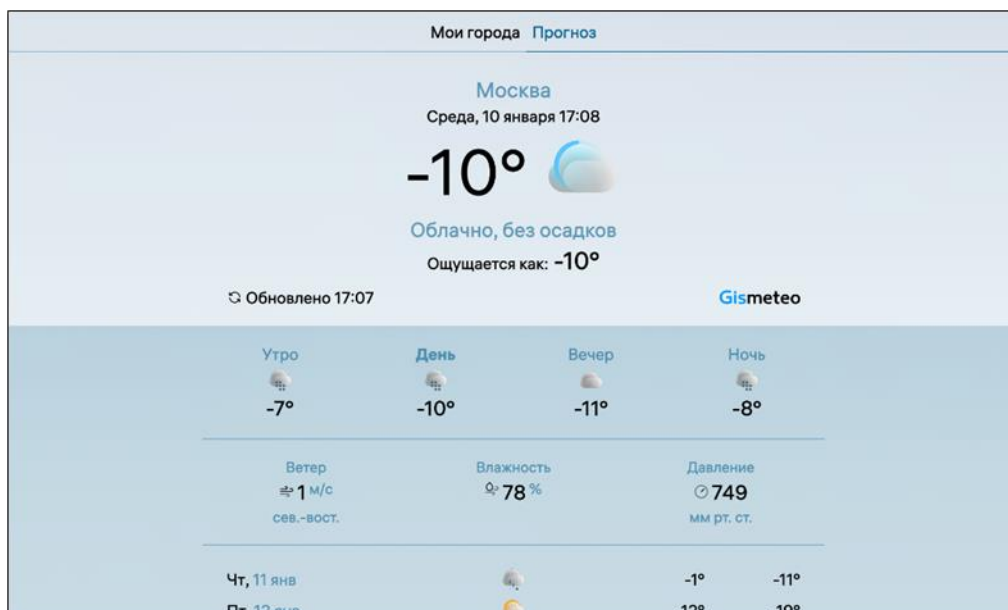 Мои города Прогноз
Москва
Среда, 10 января 17:08
-10°
Облачно, без осадков
Ощущается как: -10°
Обновлено 17:07 Gismeteo
Утро День Вечер Ночь
-7° -10° -11° -8°
Ветер Влажность Давление
1 м/с 78 % 749
сев.-вост. мм рт. ст.
Чт, 11 янв -1° -11°